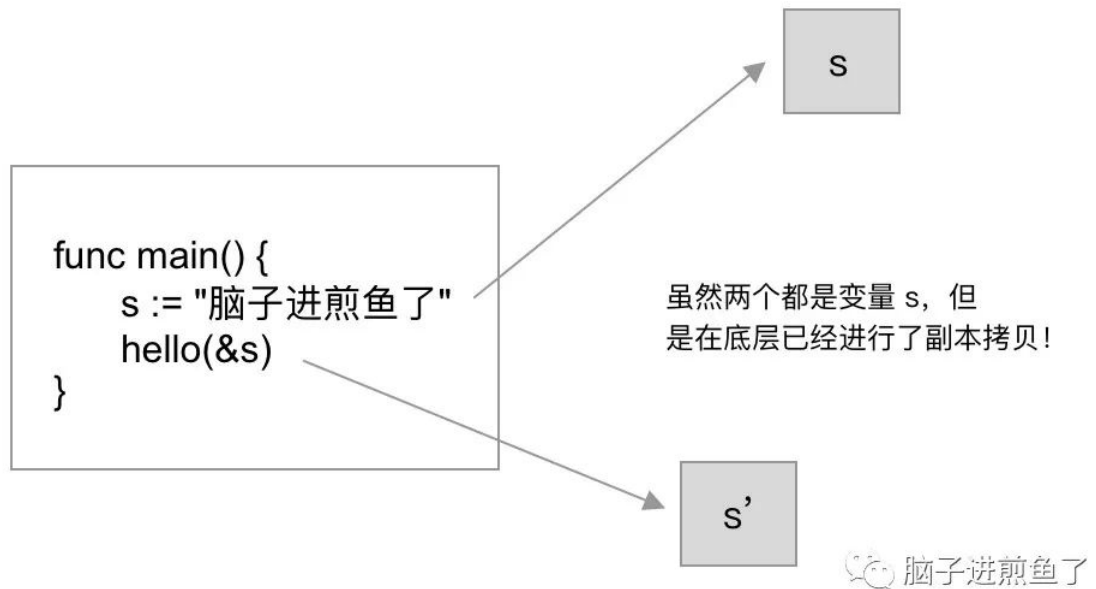 s
func main() {
s := "脑子进煎鱼了"
hello(&s)
}
虽然两个都是变量 s，但
是在底层已经进行了副本拷贝！
s’
脑子进煎鱼了